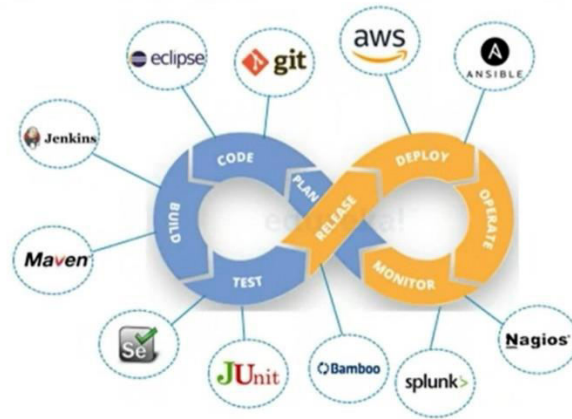 eclipse
git
aws
A
ANSIBLE
Jenkins
CODE
DEPLOY
PLAN
BUILD
RELEASE
OPERATE
Maven
TEST
MONITOR
Se
JUnit
Bamboo
splunk>
Nagios®